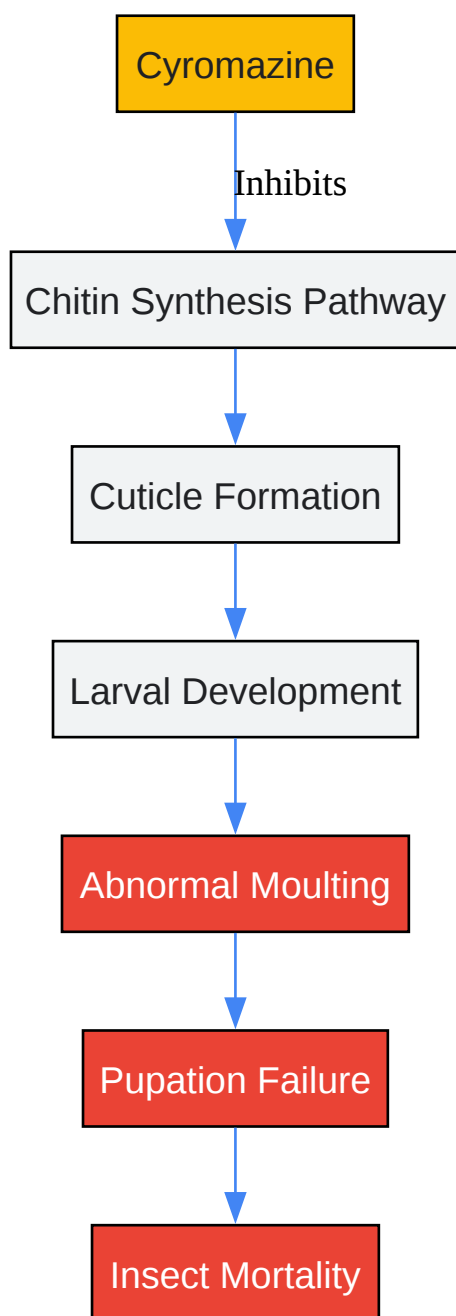 Cyromazine
Inhibits
Chitin Synthesis Pathway
Cuticle Formation
Larval Development
Abnormal Moulting
Pupation Failure
Insect Mortality